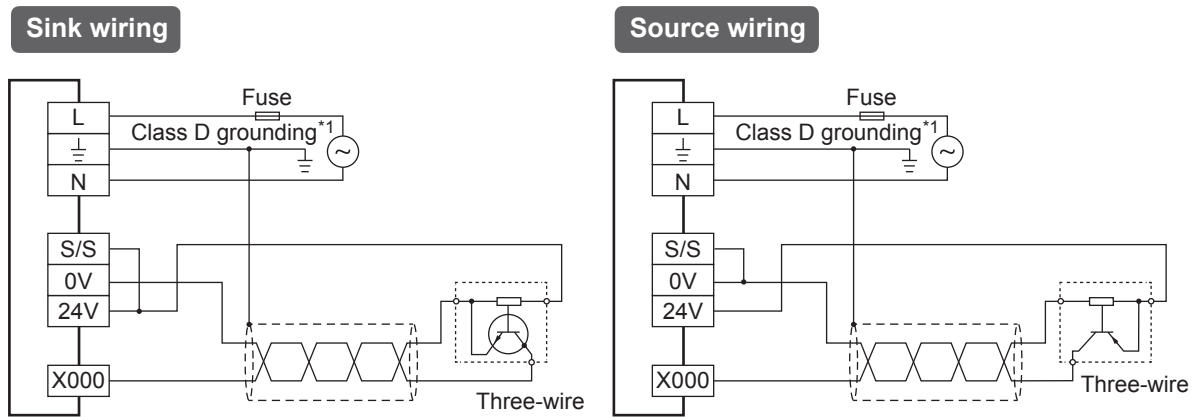 Sink wiring
L
N
S/S
0V
24V
X000
Fuse
Class D grounding*1
~
Three-wire
Source wiring
L
N
S/S
0V
24V
X000
Fuse
Class D grounding*1
~
Three-wire